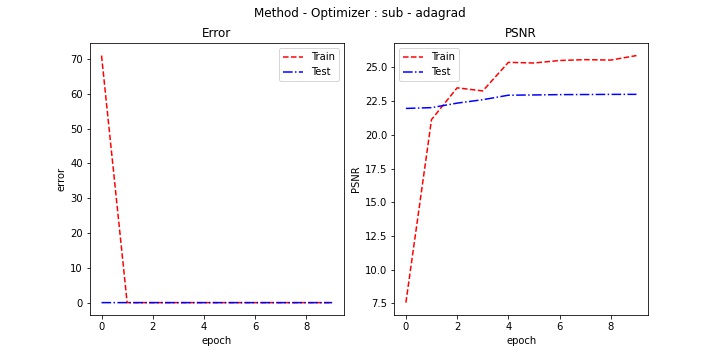 Method - Optimizer : sub - adagrad
Error
Train
Test
70
60
50
40
30
20
10
0
error
0 2 4 6 8
epoch
PSNR
Train
Test
25.0
22.5
20.0
17.5
15.0
12.5
10.0
7.5
PSNR
0 2 4 6 8
epoch